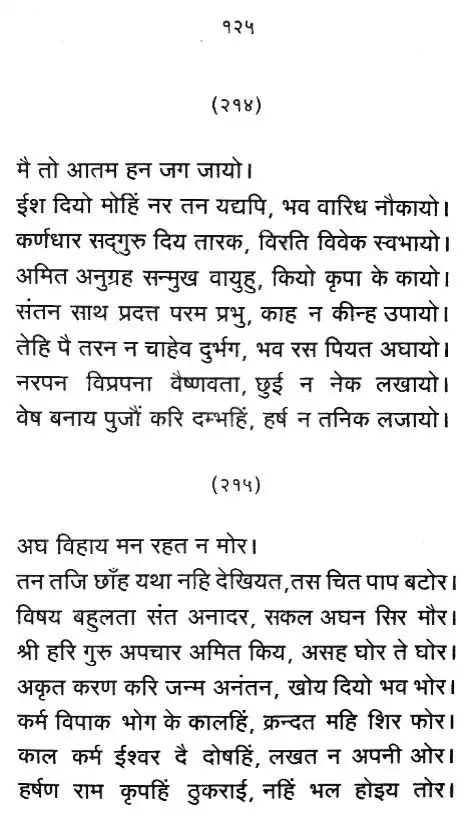 १२५
(२१४)
मै तो आतम हन जग जायो।
ईश दियो मोहिं नर तन यद्यपि, भव वारिध नौकायो।
कर्णधार सद्‌गुरु दिय तारक, विरति विवेक स्वभायो।
अमित अनुग्रह सन्मुख वायुहु, कियो कृपा के कायो।
संतन साथ प्रदत्त परम प्रभु, काह न कीन्ह उपायो।
तेहि पै तरन न चाहेव दुर्भग, भव रस पियत अघायो।
नरपन विप्रपना वैष्णवता, छुई न नेक लखायो।
वेष बनाय पुजौं करि दम्भहिं, हर्ष न तनिक लजायो।
(२१५)
अघ विहाय मन रहत न मोर।
तन तजि छाँह यथा नहि देखियत,तस चित पाप बटोर।
विषय बहुलता संत अनादर, सकल अघन सिर मौर।
श्री हरि गुरु अपचार अमित किय, असह घोर ते घोर।
अकृत करण करि जन्म अनंतन, खोय दियो भव भोर।
कर्म विपाक भोग के कालहिं, क्रन्दत महि शिर फोर।
काल कर्म ईश्वर दै दोषहिं, लखत न अपनी ओर।
हर्षण राम कृपहिं ठुकराई, नहिं भल होइय तोर।